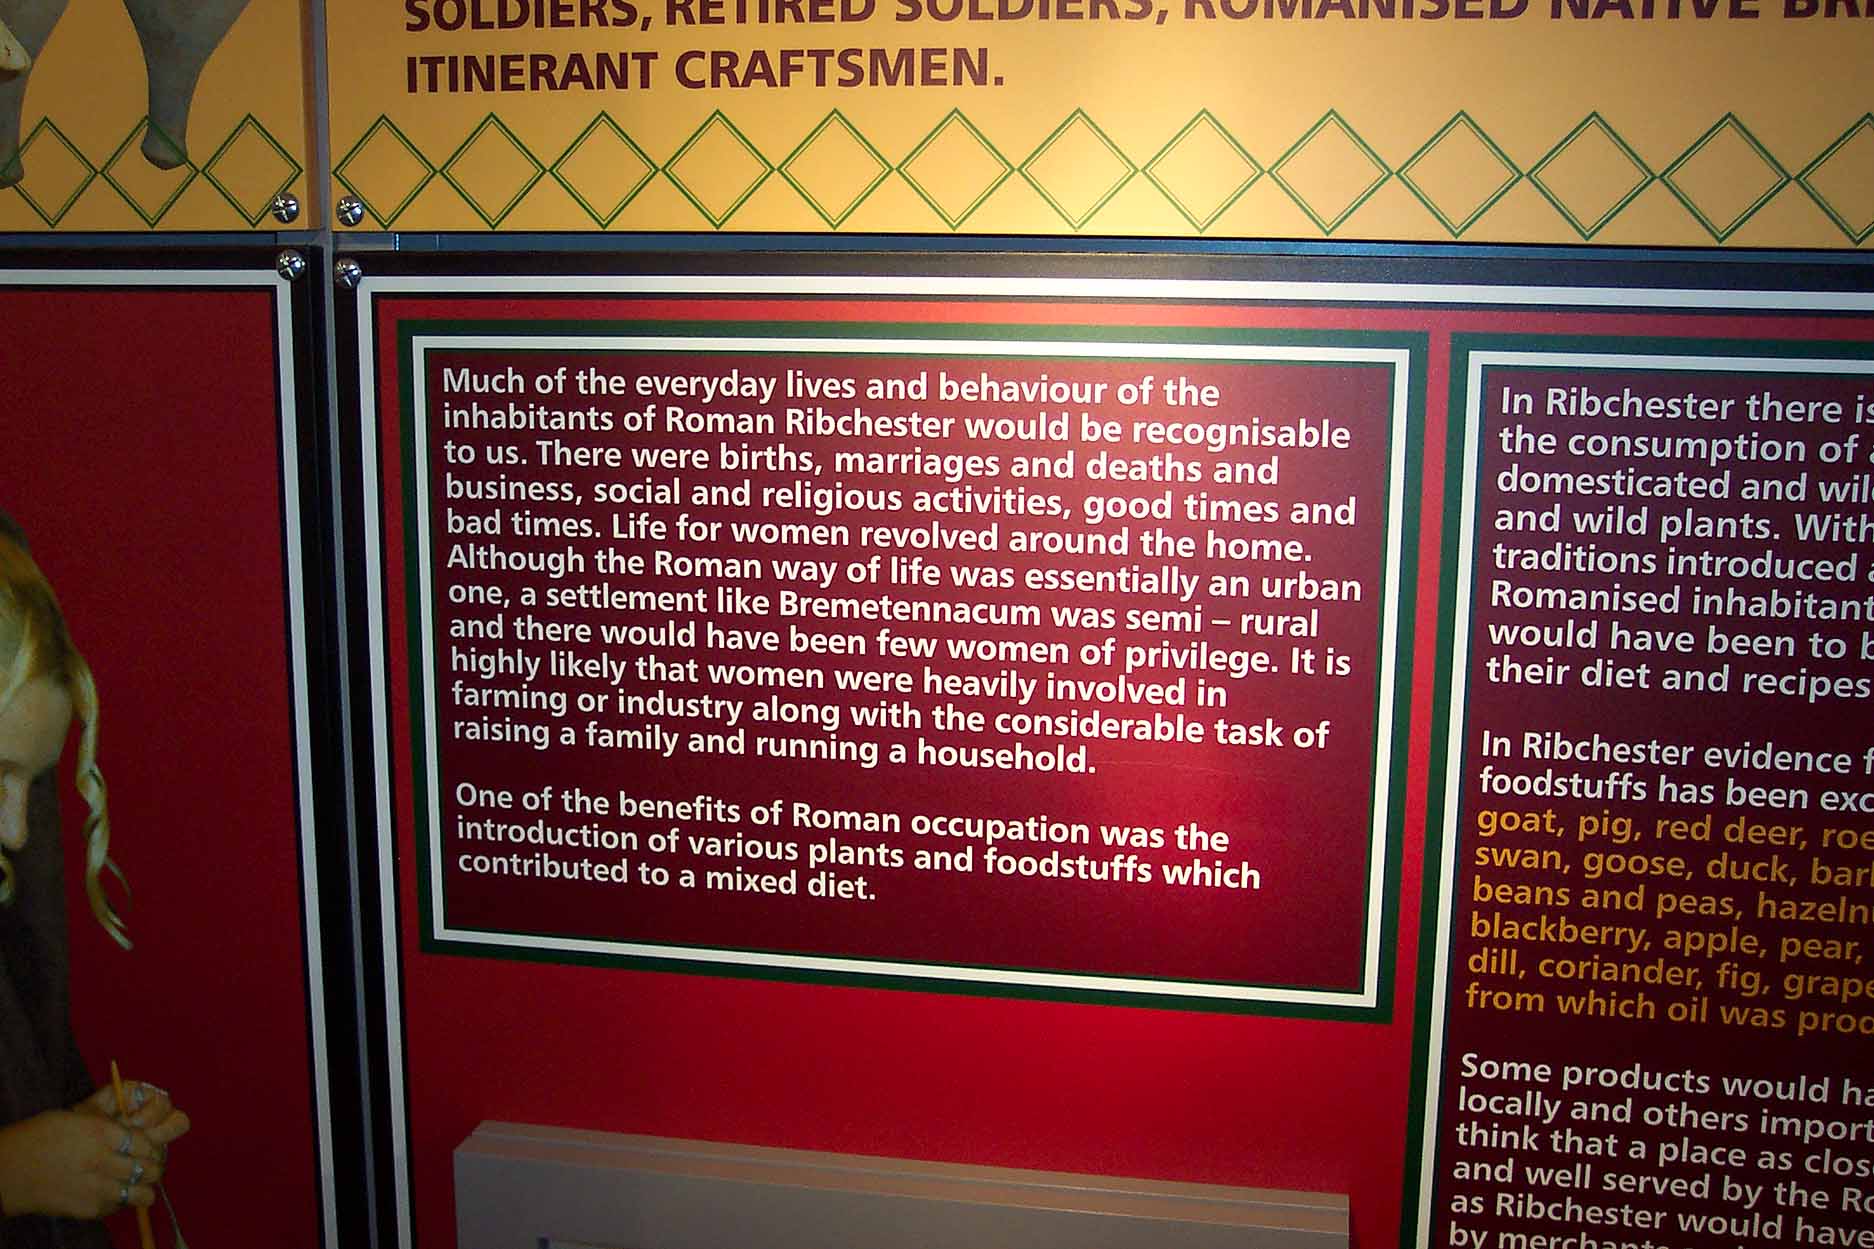 SOLDIERS, RETIRED SOLDIERS, ROMANISED NATIVE
ITINERANT CRAFTSMEN.
Much of the everyday lives and behaviour of the
inhabitants of Roman Ribchester would be recognisable
to us. There were births, marriages and deaths and
business, social and religious activities, good times and
bad times. Life for women revolved around the home.
Although the Roman way of life was essentially an urban
one, a settlement like Bremetennacum was semi – rural
and there would have been few women of privilege. It is
highly likely that women were heavily involved in
farming or industry along with the considerable task of
raising a family and running a household.
One of the benefits of Roman occupation was the
introduction of various plants and foodstuffs which
contributed to a mixed diet.
In Ribchester there is
the consumption of
domesticated and
and wild plants. With
traditions introduced
Romanised
would have been to
their diet and recipes
In Ribchester evidence
foodstuffs has been
goat, pig, red deer, roe
swan, goose, duck,
beans and peas,
blackberry, apple, pear,
dill, coriander, fig,
from which oil was
Some products would
locally and others
think that a place as
and well served by the
as Ribchester would have
by